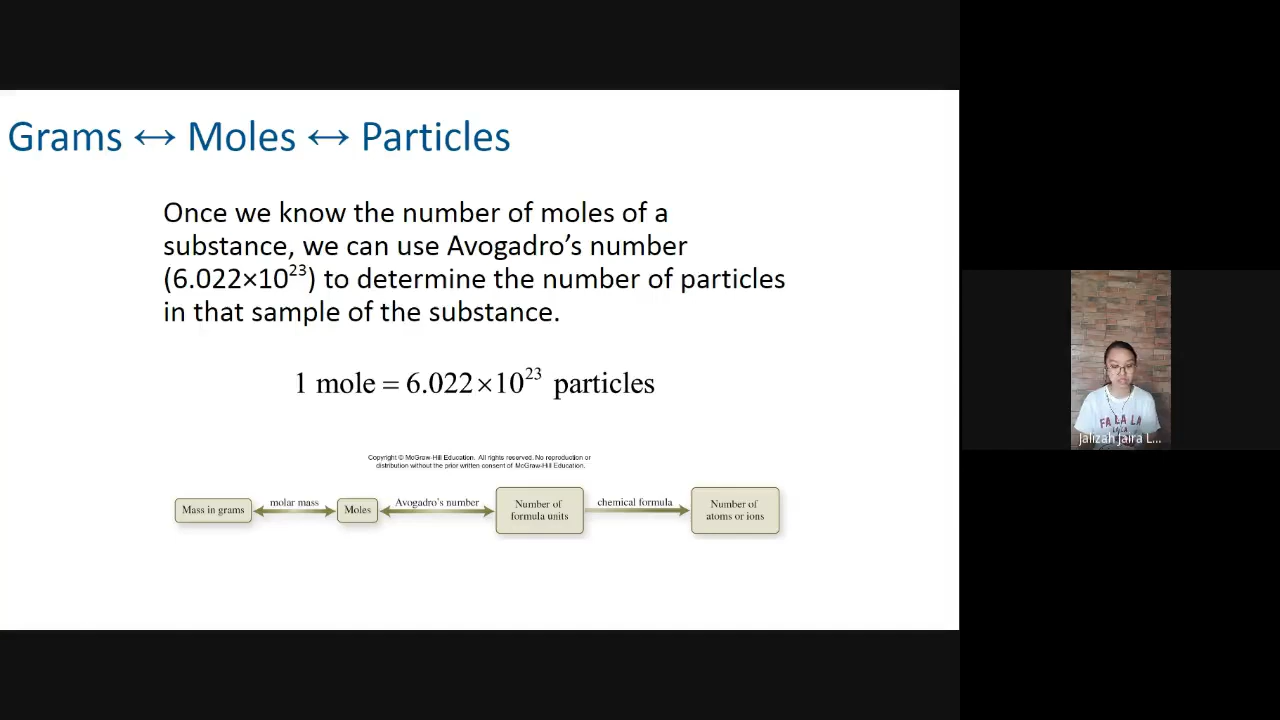 Grams ↔ Moles ↔ Particles
Once we know the number of moles of a
substance, we can use Avogadro’s number
(6.022×10²³) to determine the number of particles
in that sample of the substance.
1 mole = 6.022×10²³ particles
Copyright © McGraw-Hill Education. All rights reserved. No reproduction or
distribution without the prior written consent of McGraw-Hill Education.
Mass in grams
molar mass
Moles
Avogadro’s number
Number of
formula units
chemical formula
Number of
atoms or ions
FA LA LA
Jalizah Jaira L...